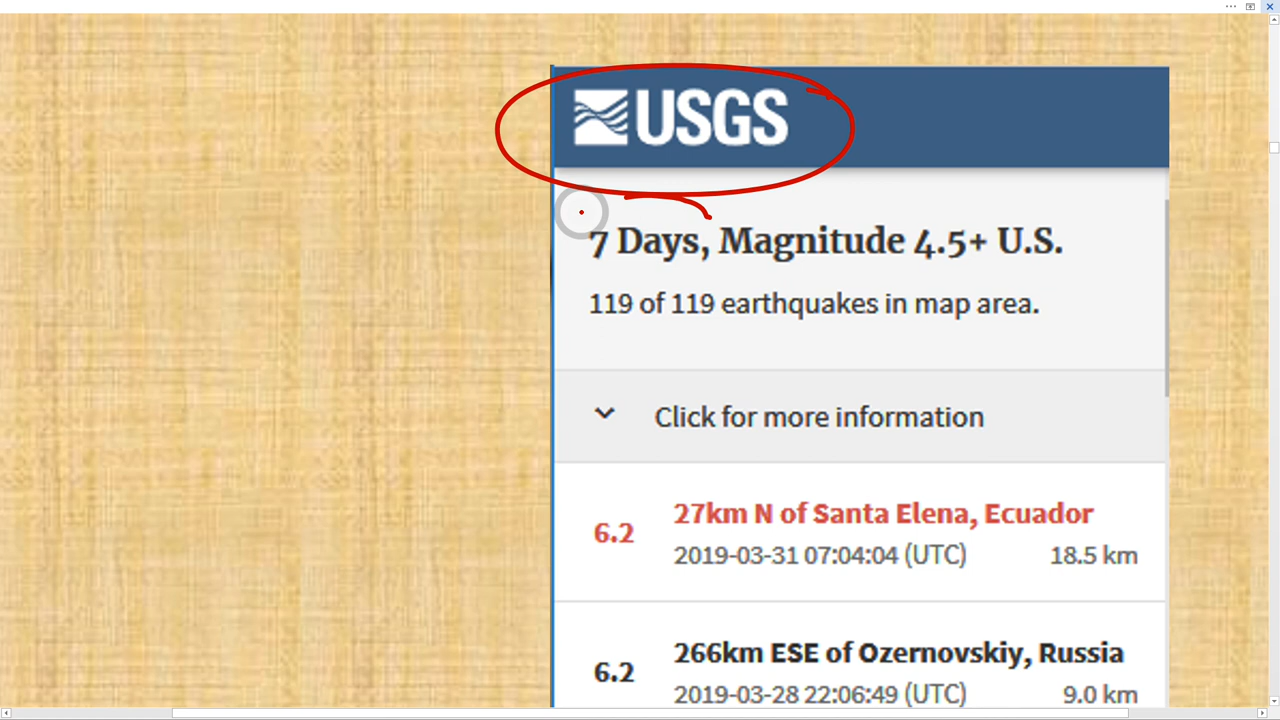 USGS
7 Days, Magnitude 4.5+ U.S.
119 of 119 earthquakes in map area.
Click for more information
6.2 27km N of Santa Elena, Ecuador
2019-03-31 07:04:04 (UTC) 18.5 km
6.2 266km ESE of Ozernovskiy, Russia
2019-03-28 22:06:49 (UTC) 9.0 km